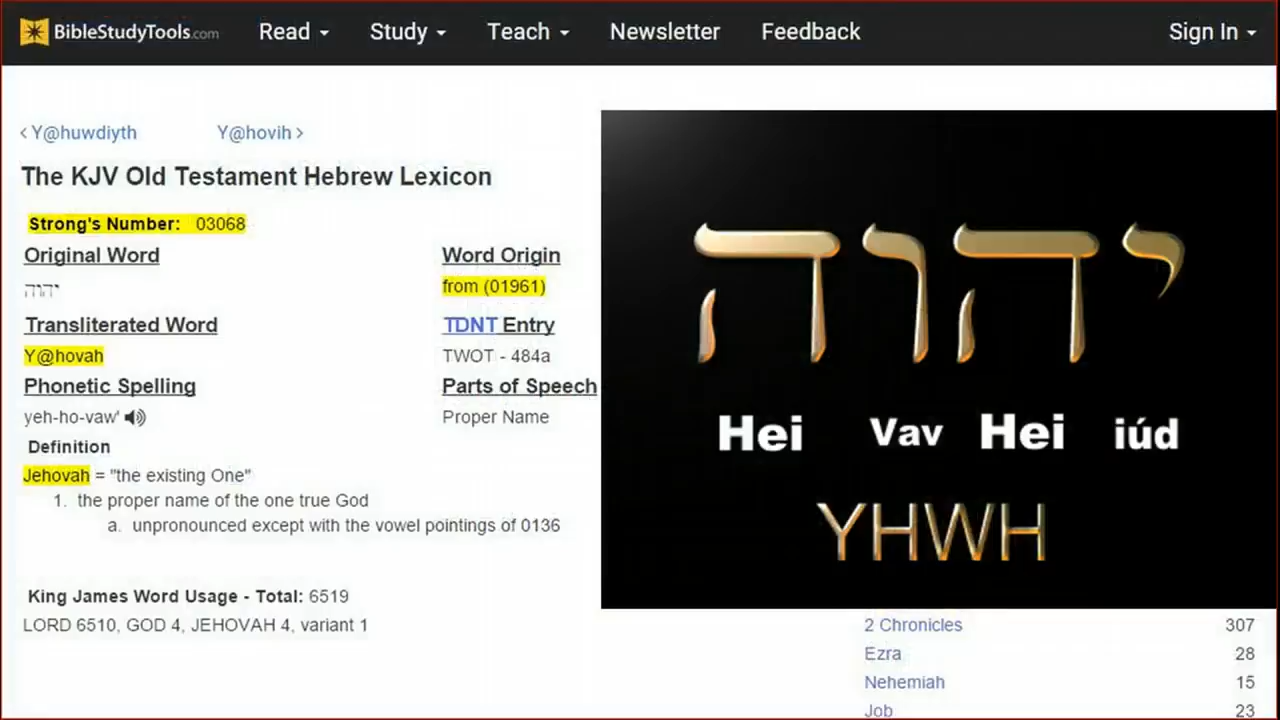 BibleStudyTools.com Read Study Teach Newsletter Feedback Sign In
< Y@huwdiyth Y@hovih >
The KJV Old Testament Hebrew Lexicon
Strong's Number: 03068
Original Word
יהוה
Word Origin
from (01961)
Transliterated Word
Y@hovah
TDNT Entry
TWOT - 484a
Phonetic Spelling
yeh-ho-vaw'
Parts of Speech
Proper Name
Definition
Jehovah = "the existing One"
1. the proper name of the one true God
a. unpronounced except with the vowel pointings of 0136
King James Word Usage - Total: 6519
LORD 6510, GOD 4, JEHOVAH 4, variant 1
יהוה
Hei Vav Hei iúd
YHWH
2 Chronicles 307
Ezra 28
Nehemiah 15
Job 23